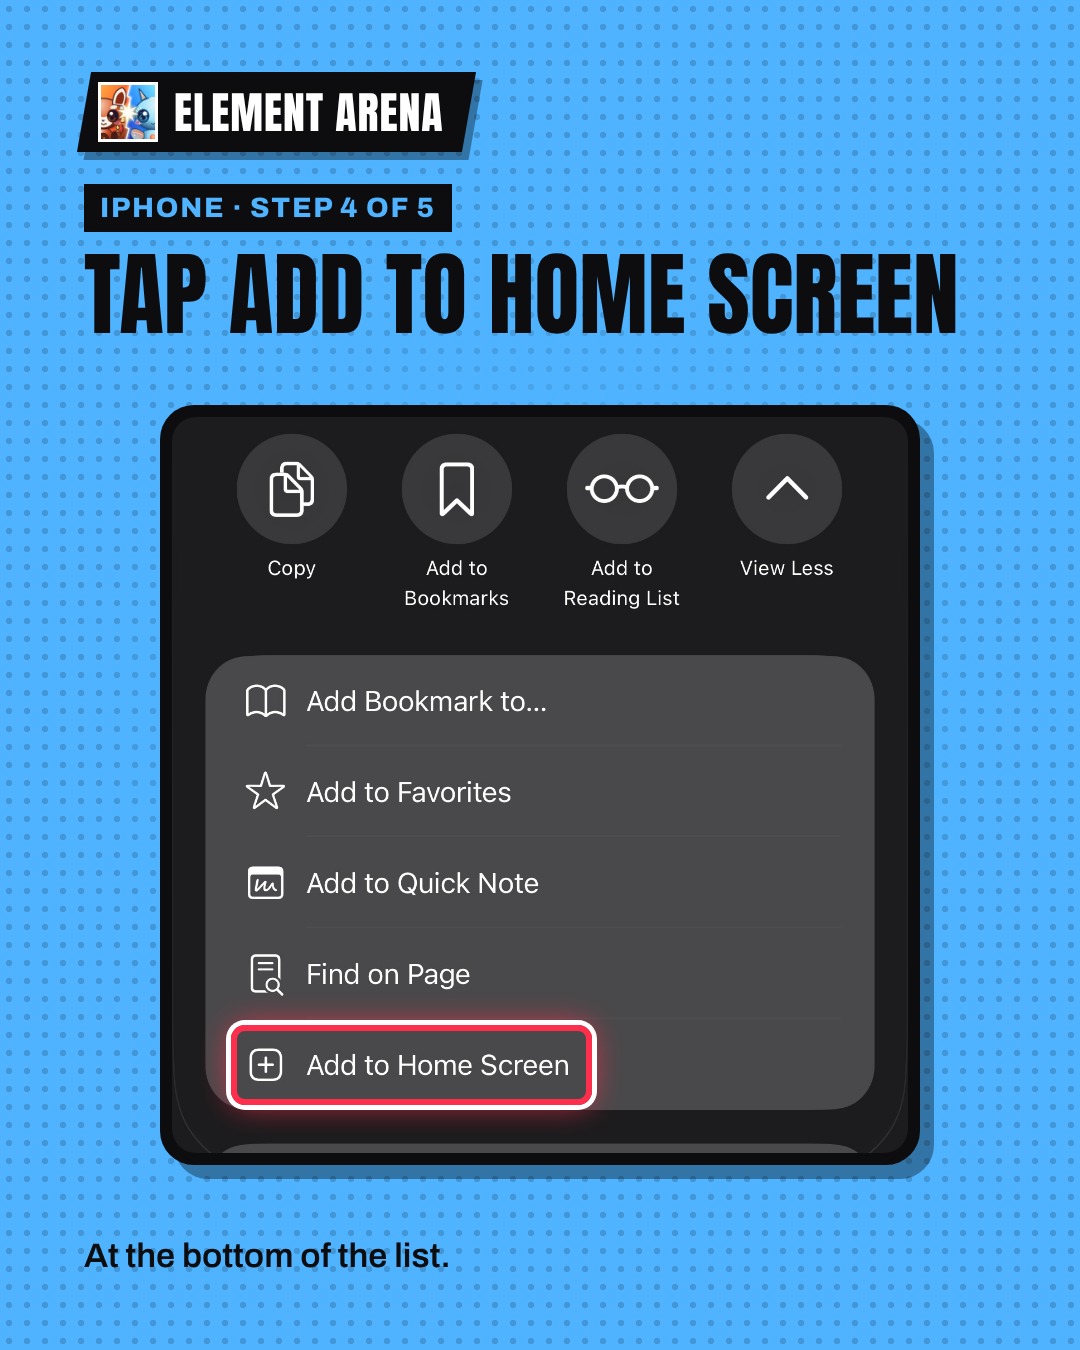 ELEMENT ARENA
IPHONE · STEP 4 OF 5
TAP ADD TO HOME SCREEN
Copy
Add to
Bookmarks
Add to
Reading List
View Less
Add Bookmark to...
Add to Favorites
Add to Quick Note
Find on Page
Add to Home Screen
At the bottom of the list.